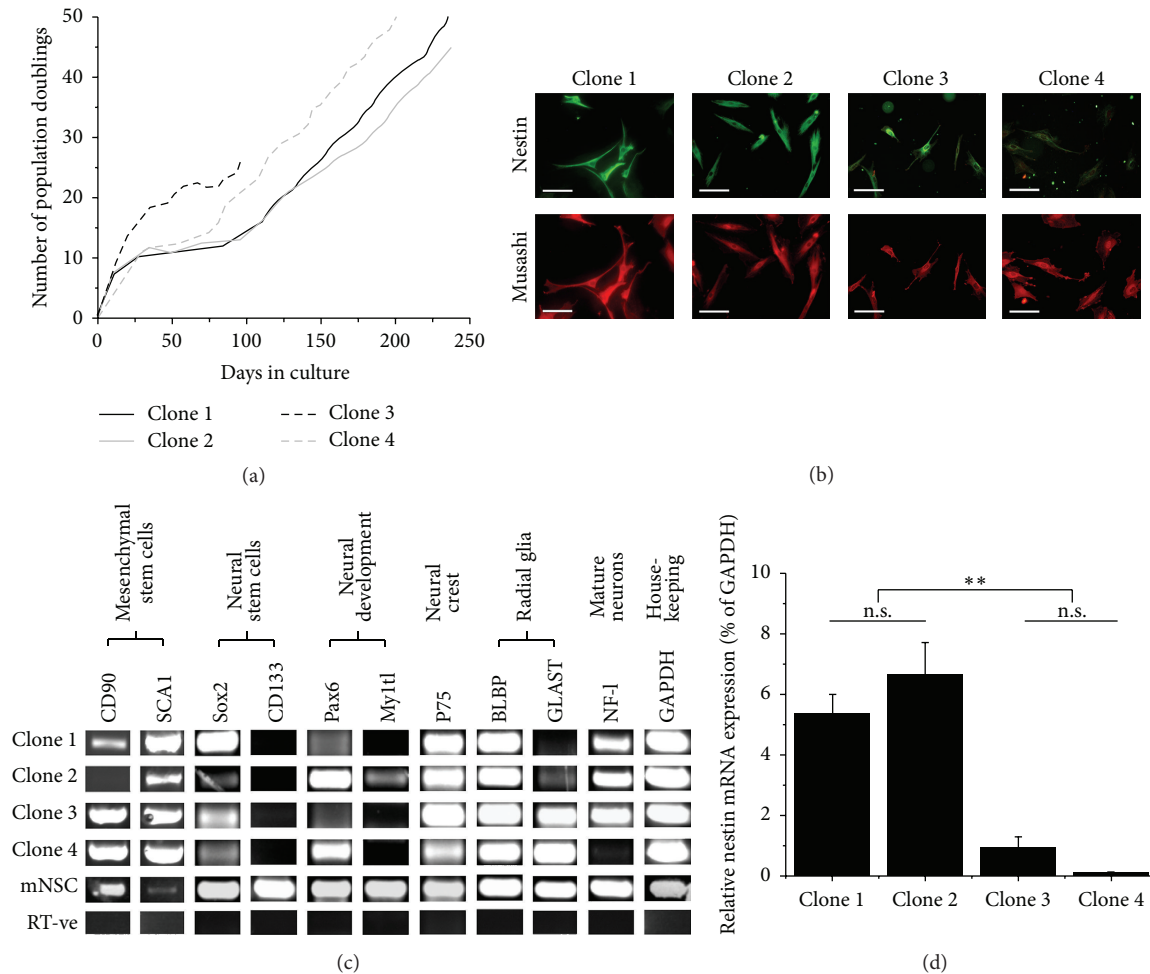 50
40
30
20
10
0
Number of population doublings
0 50 100 150 200 250
Days in culture
Clone 1
Clone 2
Clone 3
Clone 4
(a)
Clone 1 Clone 2 Clone 3 Clone 4
Nestin
Musashi
(b)
Mesenchymal
stem cells
Neural
stem cells
Neural
development
Neural
crest
Radial glia
Mature
neurons
House-
keeping
CD90 SCA1 Sox2 CD133 Pax6 My1tl P75 BLBP GLAST NF-1 GAPDH
Clone 1
Clone 2
Clone 3
Clone 4
mNSC
RT-ve
(c)
Relative nestin mRNA expression (% of GAPDH)
10
8
6
4
2
0
**
n.s. n.s.
Clone 1 Clone 2 Clone 3 Clone 4
(d)